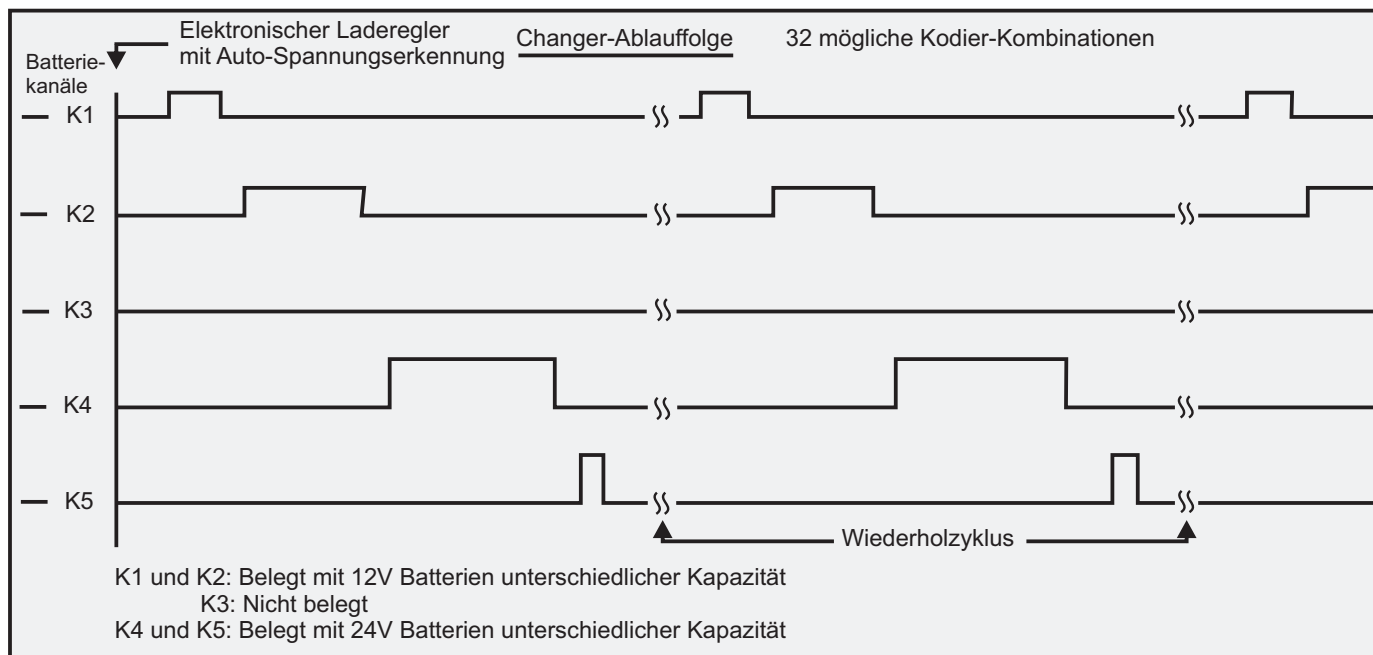 Elektronischer Laderegler
mit Auto-Spannungserkennung
Changer-Ablauffolge
32 mögliche Kodier-Kombinationen
Batterie-
kanäle
K1
K2
K3
K4
K5
Wiederholzyklus
K1 und K2: Belegt mit 12V Batterien unterschiedlicher Kapazität
K3: Nicht belegt
K4 und K5: Belegt mit 24V Batterien unterschiedlicher Kapazität